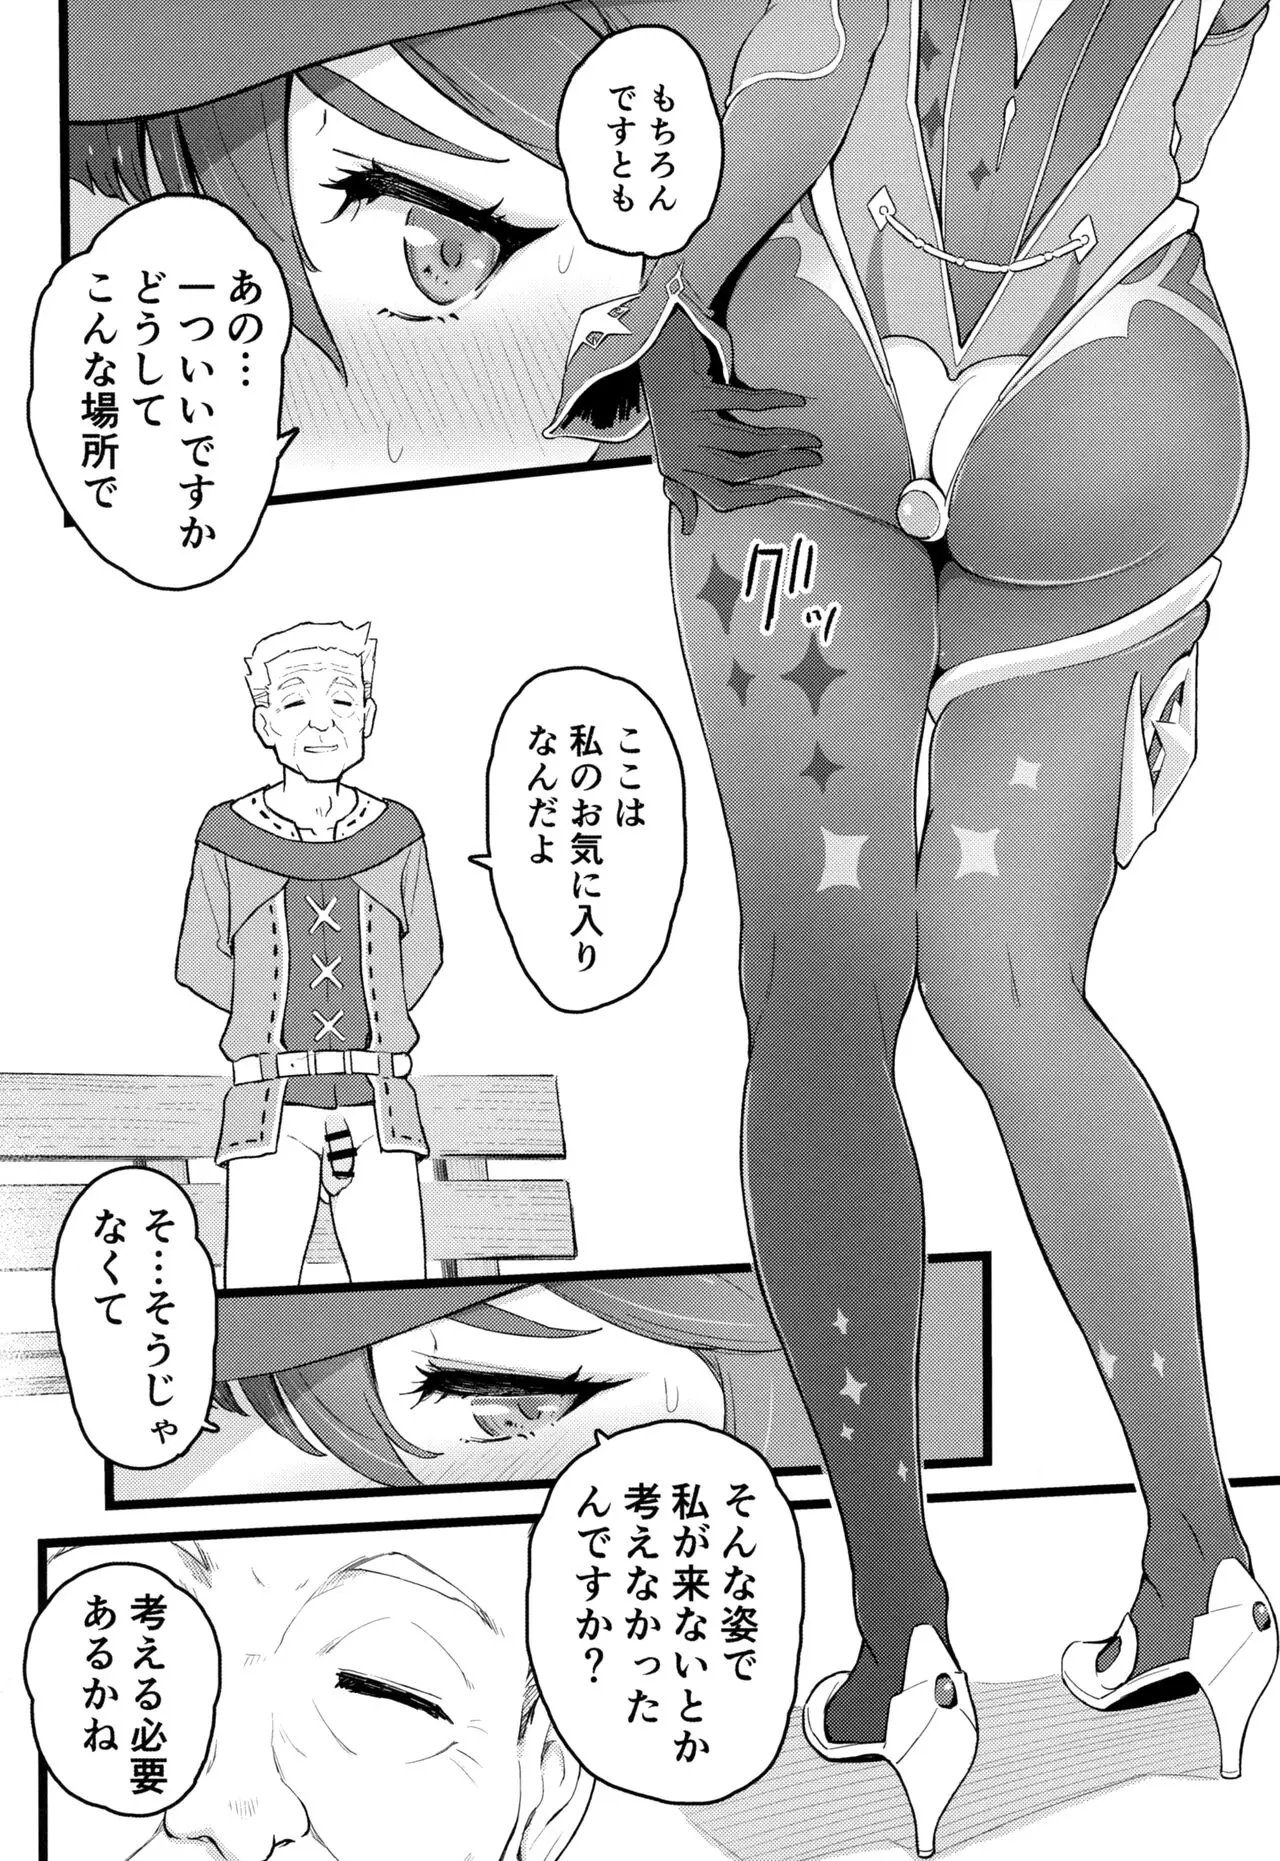 もちろん
ですとも
あの…
一ついいですか
どうして
こんな場所で
グッ
ここは
私のお気に入り
なんだよ
そ…そうじゃ
なくて
そんな姿で
私が来ないとか
考えなかった
んですか?
考える必要
あるかね